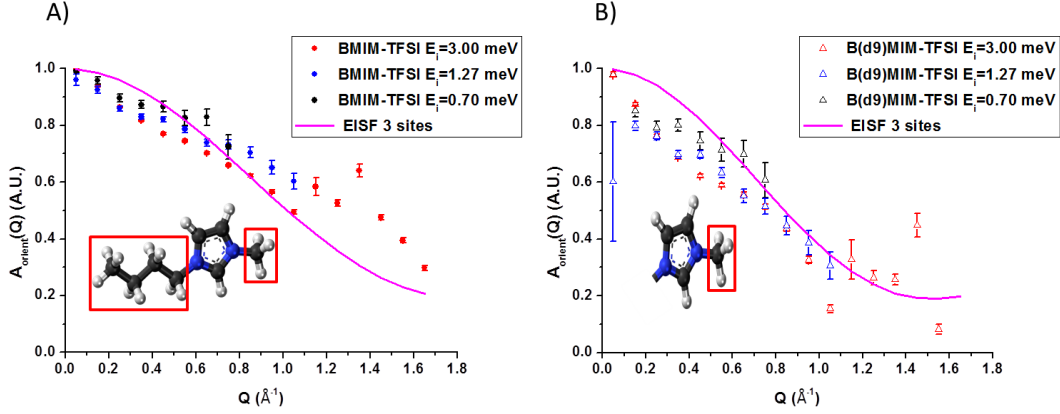 A)
BMIM-TFSI Ei=3.00 meV
BMIM-TFSI Ei=1.27 meV
BMIM-TFSI Ei=0.70 meV
EISF 3 sites
Aorient(Q) (A.U.)
1.0
0.8
0.6
0.4
0.2
0.0
0.0 0.2 0.4 0.6 0.8 1.0 1.2 1.4 1.6 1.8
Q (Å-1)
B)
B(d9)MIM-TFSI Ei=3.00 meV
B(d9)MIM-TFSI Ei=1.27 meV
B(d9)MIM-TFSI Ei=0.70 meV
EISF 3 sites
Aorient(Q) (A.U.)
1.0
0.8
0.6
0.4
0.2
0.0
0.0 0.2 0.4 0.6 0.8 1.0 1.2 1.4 1.6 1.8
Q (Å-1)